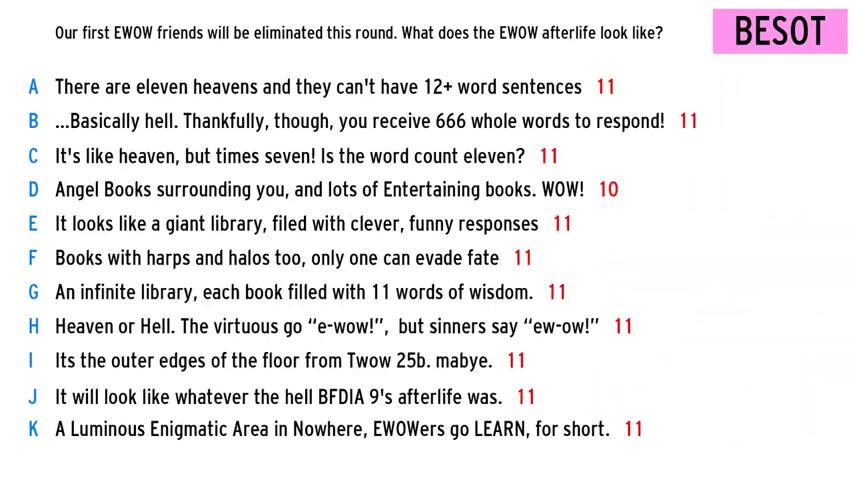 Our first EWOW friends will be eliminated this round. What does the EWOW afterlife look like?
BESOT
A There are eleven heavens and they can't have 12+ word sentences 11
B ...Basically hell. Thankfully, though, you receive 666 whole words to respond! 11
C It's like heaven, but times seven! Is the word count eleven? 11
D Angel Books surrounding you, and lots of Entertaining books. WOW! 10
E It looks like a giant library, filed with clever, funny responses 11
F Books with harps and halos too, only one can evade fate 11
G An infinite library, each book filled with 11 words of wisdom. 11
H Heaven or Hell. The virtuous go “e-wow!”, but sinners say “ew-ow!” 11
I Its the outer edges of the floor from Twow 25b. mabye. 11
J It will look like whatever the hell BFDIA 9's afterlife was. 11
K A Luminous Enigmatic Area in Nowhere, EWOWers go LEARN, for short. 11